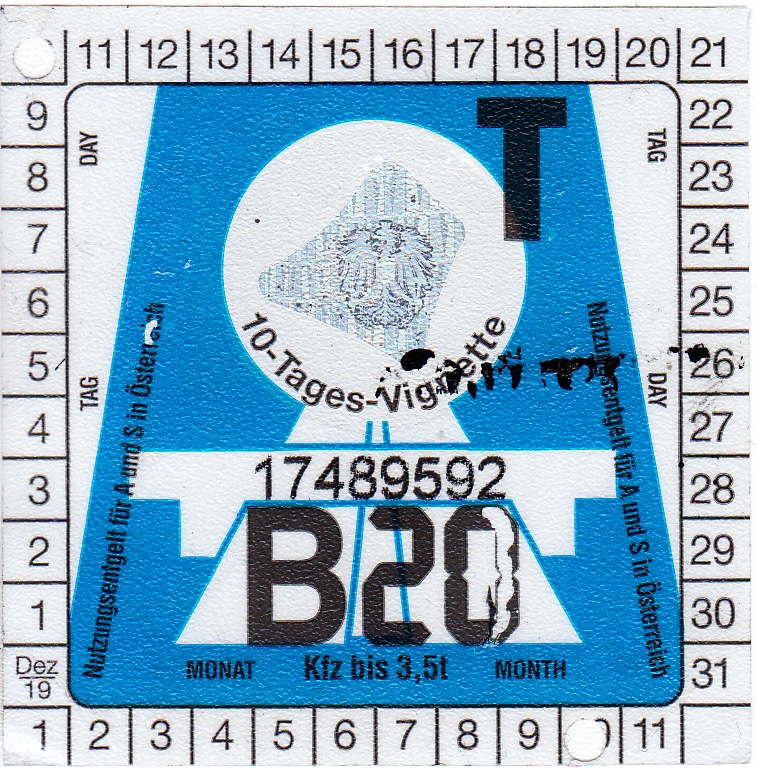 11 12 13 14 15 16 17 18 19 20 21
9 22
8 23
7 24
6 25
5 26
4 27
3 28
2 29
1 30
Dez 19 31
1 2 3 4 5 6 7 8 9 11
DAY
TAG
T
TAG
DAY
10-Tages-Vignette
Nutzungsentgelt für A und S in Österreich
Nutzungsentgelt für A und S in Österreich
17489592
B20
MONAT Kfz bis 3,5t MONTH